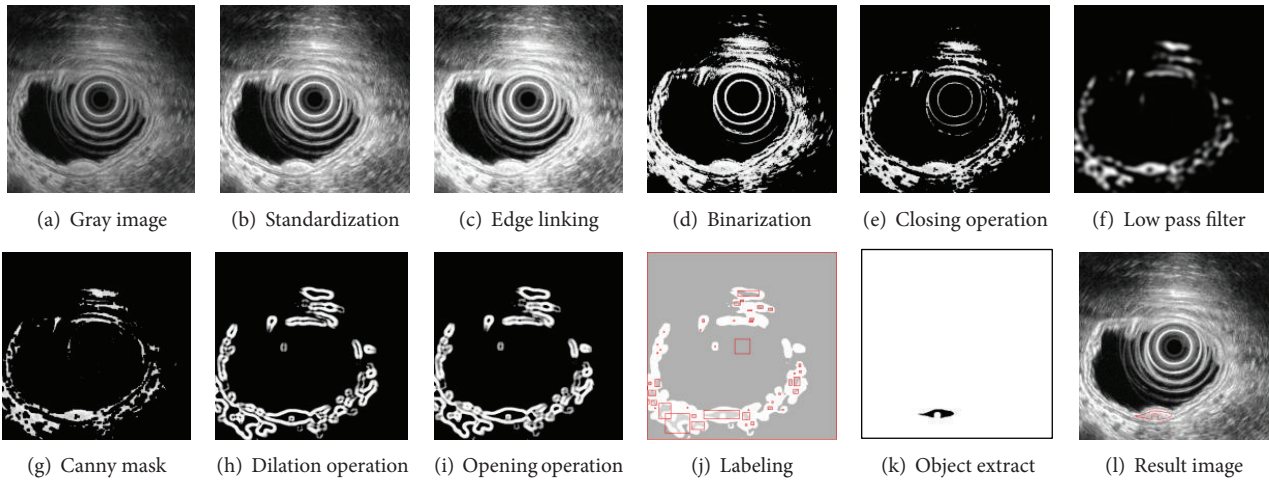 (a) Gray image
(b) Standardization
(c) Edge linking
(d) Binarization
(e) Closing operation
(f) Low pass filter
(g) Canny mask
(h) Dilation operation
(i) Opening operation
(j) Labeling
(k) Object extract
(l) Result image